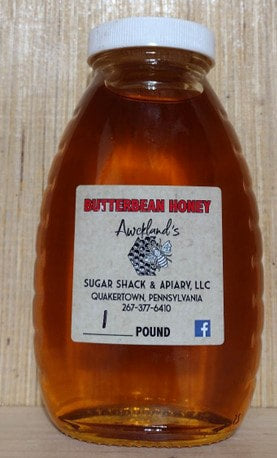 BUTTERBEAN HONEY
Awckland's
SUGAR SHACK & APIARY, LLC
QUAKERTOWN, PENNSYLVANIA
267-377-6410
1 POUND
f